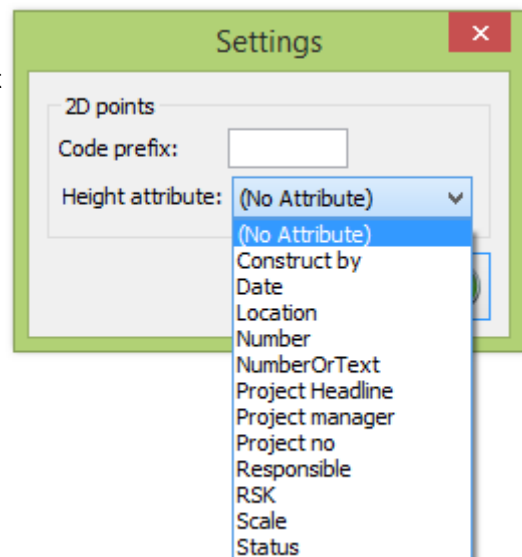 Settings
2D points
Code prefix:
Height attribute: (No Attribute)
(No Attribute)
Construct by
Date
Location
Number
NumberOrText
Project Headline
Project manager
Project no
Responsible
RSK
Scale
Status